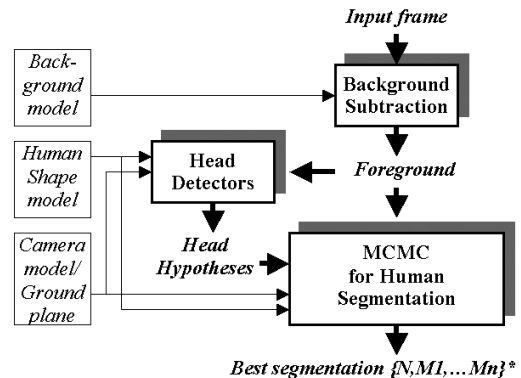 Input frame
Back-
ground
model
Background
Subtraction
Human
Shape
model
Head
Detectors
Foreground
Camera
model/
Ground
plane
Head
Hypotheses
MCMC
for Human
Segmentation
Best segmentation {N,M1,…Mn}*